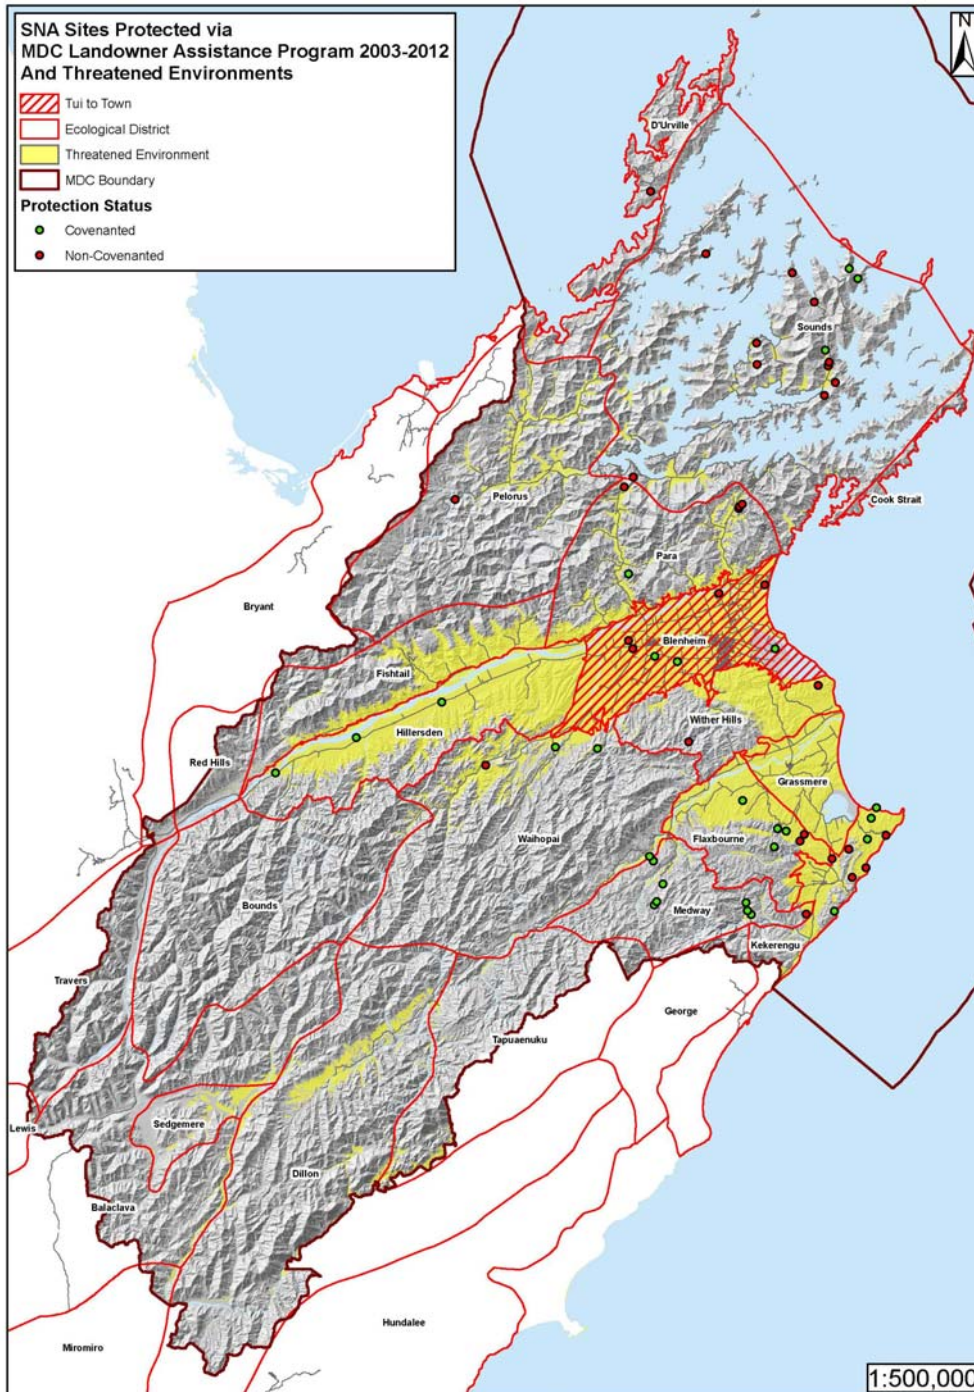 SNA Sites Protected via
MDC Landowner Assistance Program 2003-2012
And Threatened Environments
Tui to Town
Ecological District
Threatened Environment
MDC Boundary
Protection Status
Covenanted
Non-Covenanted
N
D'Urville
Sounds
Cook Strait
Pelorus
Para
Bryant
Blenheim
Fishtail
Wither Hills
Hillersden
Red Hills
Grassmere
Waihopai
Flaxbourne
Bounds
Medway
Kekerengu
Travers
George
Tapuaenuku
Sedgemere
Lewis
Dillon
Balaclava
Hundalee
Miromiro
1:500,000